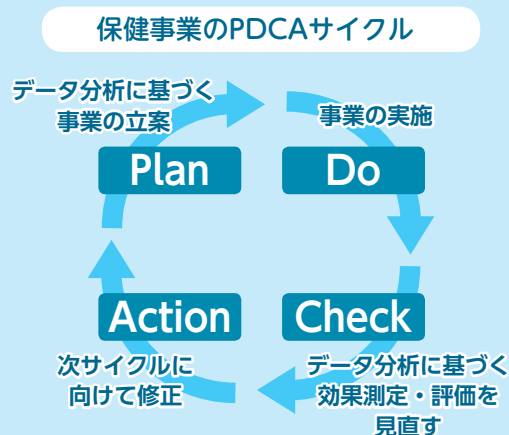 保健事業のPDCAサイクル
データ分析に基づく
事業の立案
Plan
事業の実施
Do
Action
次サイクルに
向けて修正
Check
データ分析に基づく
効果測定・評価を
見直す